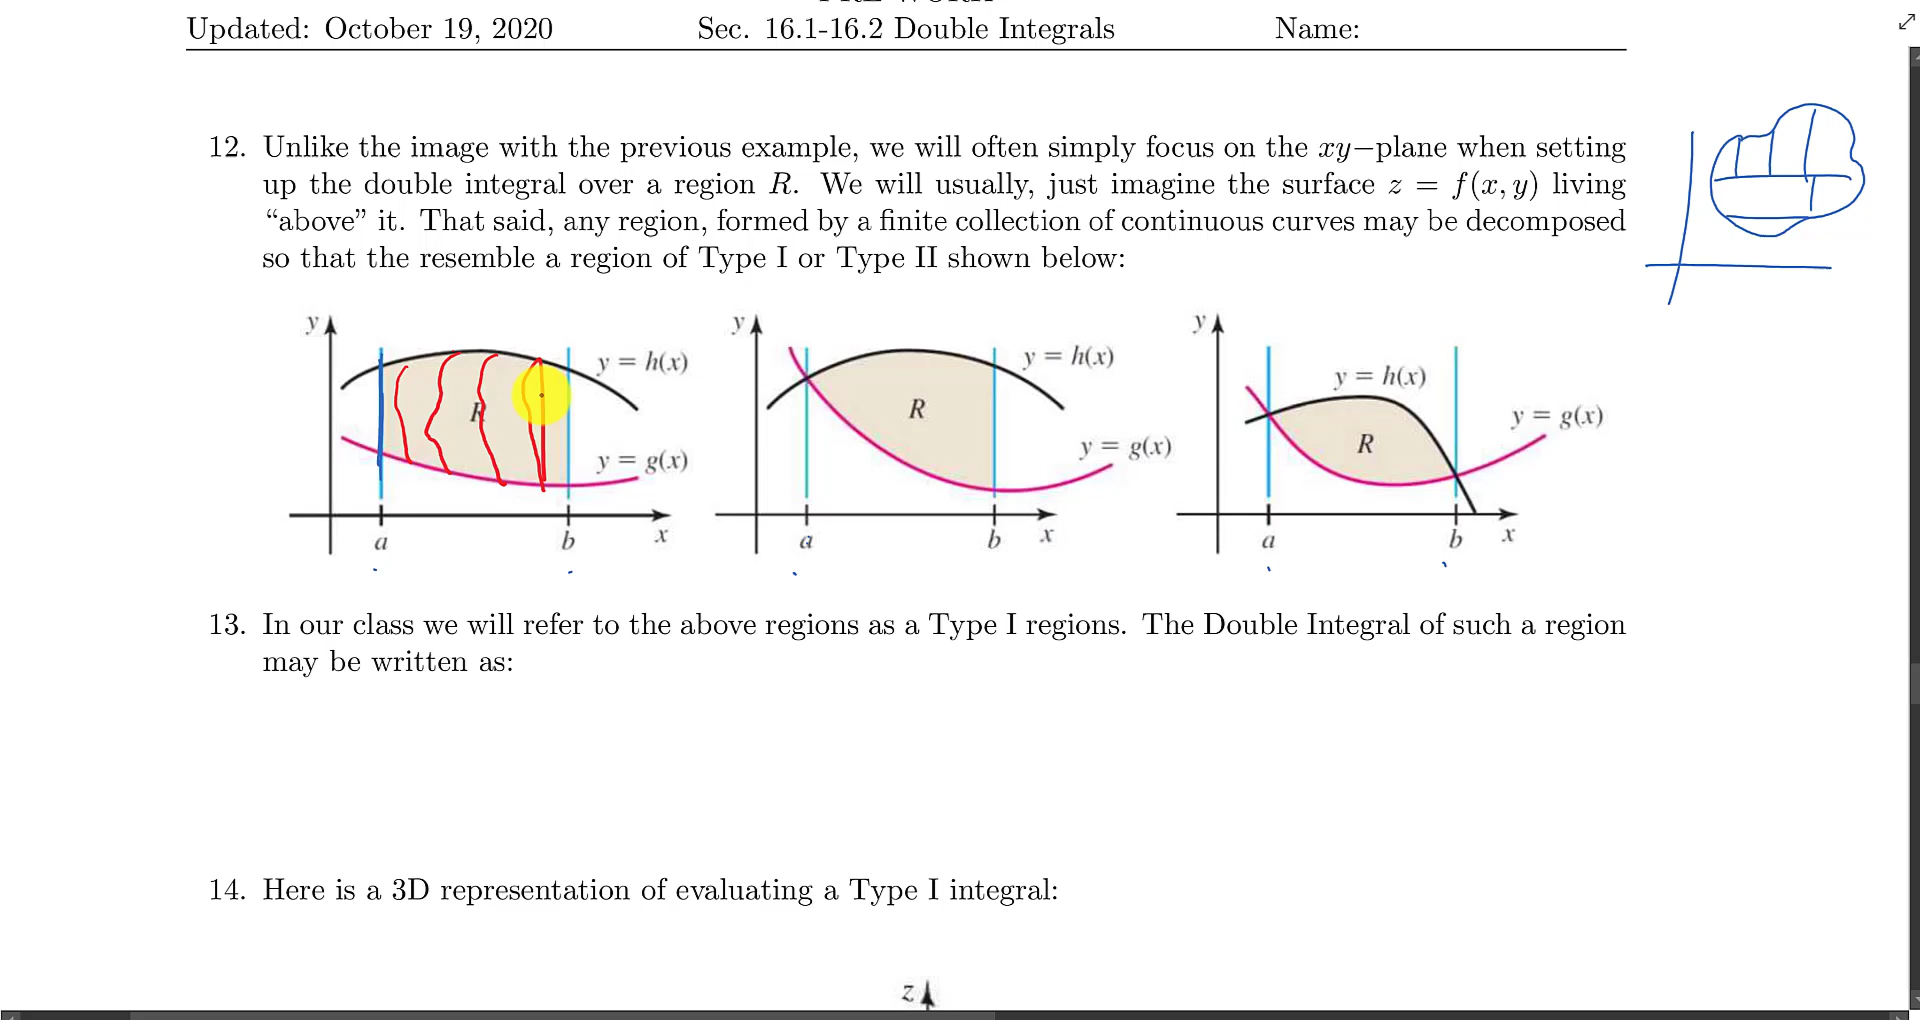 Updated: October 19, 2020 Sec. 16.1-16.2 Double Integrals Name:
12. Unlike the image with the previous example, we will often simply focus on the xy−plane when setting
up the double integral over a region R. We will usually, just imagine the surface z = f(x, y) living
“above” it. That said, any region, formed by a finite collection of continuous curves may be decomposed
so that the resemble a region of Type I or Type II shown below:
y y = h(x) R y = g(x) a b x
y y = h(x) R y = g(x) a b x
y y = h(x) R y = g(x) a b x
13. In our class we will refer to the above regions as a Type I regions. The Double Integral of such a region
may be written as:
14. Here is a 3D representation of evaluating a Type I integral:
z